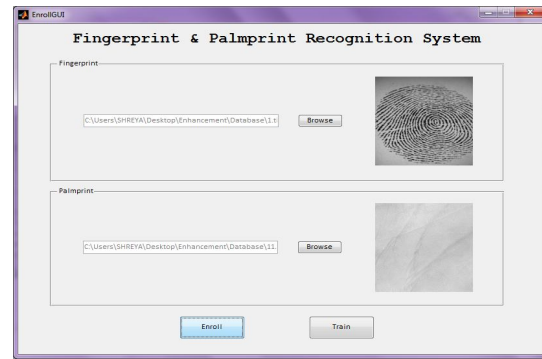 EnrollGUI
Fingerprint & Palmprint Recognition System
Fingerprint
C:\Users\SHREYA\Desktop\Enhancement\Database\1.t
Browse
Palmprint
C:\Users\SHREYA\Desktop\Enhancement\Database\11.
Browse
Enroll
Train